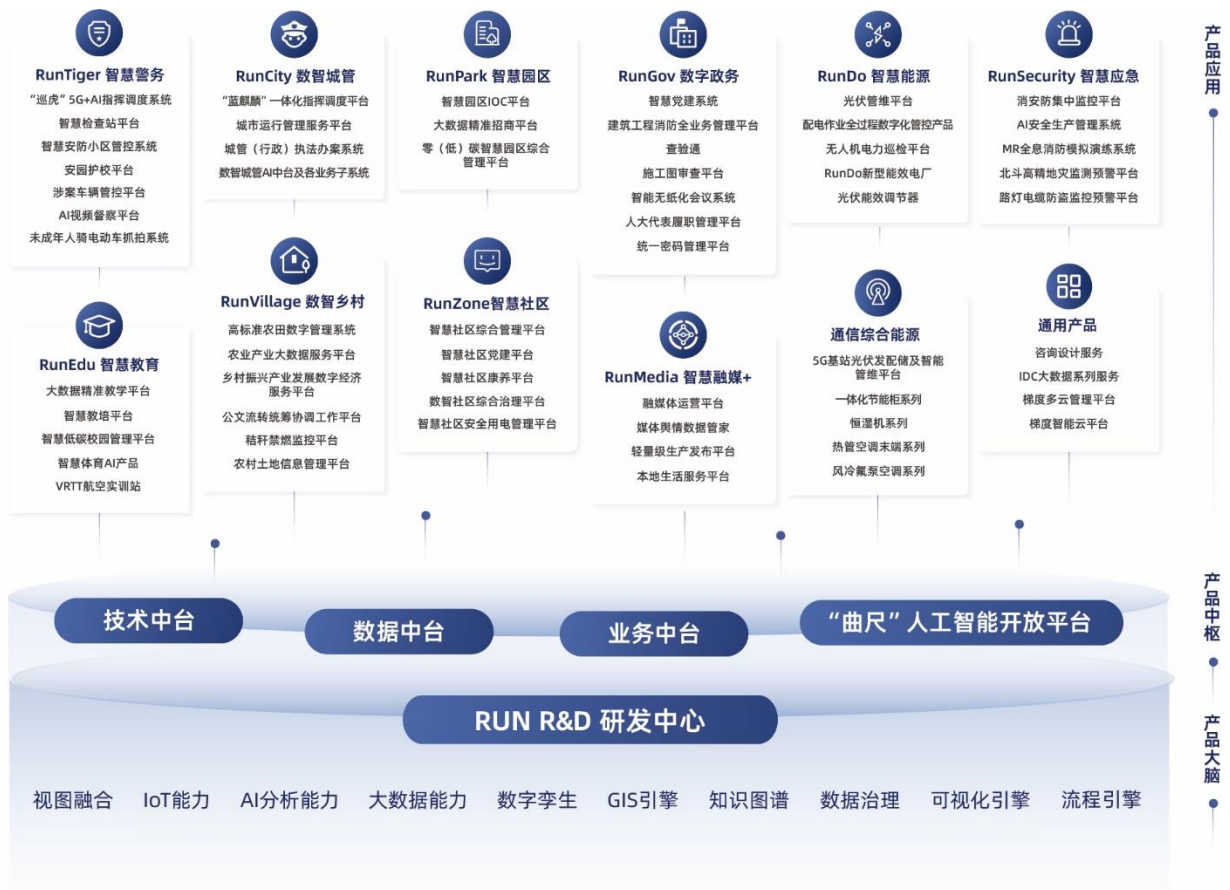 RunTiger 智慧警务
“巡虎” 5G+AI指挥调度系统
智慧检查站平台
智慧安防小区管控系统
安园护校平台
涉案车辆管控平台
AI视频督察平台
未成年人骑电动车抓拍系统
RunCity 数智城管
“蓝麒麟” 一体化指挥调度平台
城市运行管理服务平台
城管（行政）执法办案系统
数智城管AI中台及各业务子系统
RunPark 智慧园区
智慧园区IOC平台
大数据精准招商平台
零（低）碳智慧园区综合
管理平台
RunGov 数字政务
智慧党建系统
建筑工程消防全业务管理平台
查验通
施工图审查平台
智能无纸化会议系统
人大代表履职管理平台
统一密码管理平台
RunDo 智慧能源
光伏管维平台
配电作业全过程数字化管控产品
无人机电力巡检平台
RunDo新型能效电厂
光伏能效调节器
RunSecurity 智慧应急
消安防集中监控平台
AI安全生产管理系统
MR全息消防模拟演练系统
北斗高精地灾监测预警平台
路灯电缆防盗监控预警平台
产品应用
RunEdu 智慧教育
大数据精准教学平台
智慧教培平台
智慧低碳校园管理平台
智慧体育AI产品
VRTT航空实训站
RunVillage 数智乡村
高标准农田数字管理系统
农业产业大数据服务平台
乡村振兴产业发展数字经济
服务平台
公文流转统筹协调工作平台
秸秆禁燃监控平台
农村土地信息管理平台
RunZone智慧社区
智慧社区综合管理平台
智慧社区党建平台
智慧社区康养平台
数智社区综合治理平台
智慧社区安全用电管理平台
RunMedia 智慧融媒+
融媒体运营平台
媒体舆情数据管家
轻量级生产发布平台
本地生活服务平台
通信综合能源
5G基站光伏发配储及智能
管维平台
一体化节能柜系列
恒湿机系列
热管空调末端系列
风冷氟泵空调系列
通用产品
咨询设计服务
IDC大数据系列服务
梯度多云管理平台
梯度智能云平台
技术中台
数据中台
业务中台
“曲尺” 人工智能开放平台
产品中枢
RUN R&D 研发中心
产品大脑
视图融合
IoT能力
AI分析能力
大数据能力
数字孪生
GIS引擎
知识图谱
数据治理
可视化引擎
流程引擎